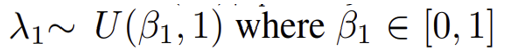 λ₁∼ U(β₁, 1) where β₁ ∈ [0, 1]